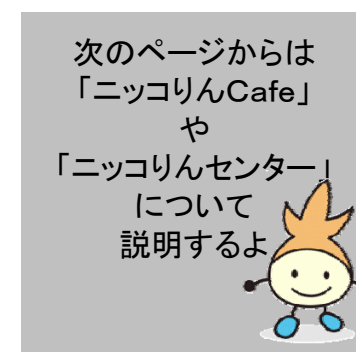 次のページからは
「ニッコりんCafe」
や
「ニッコりんセンター」
について
説明するよ